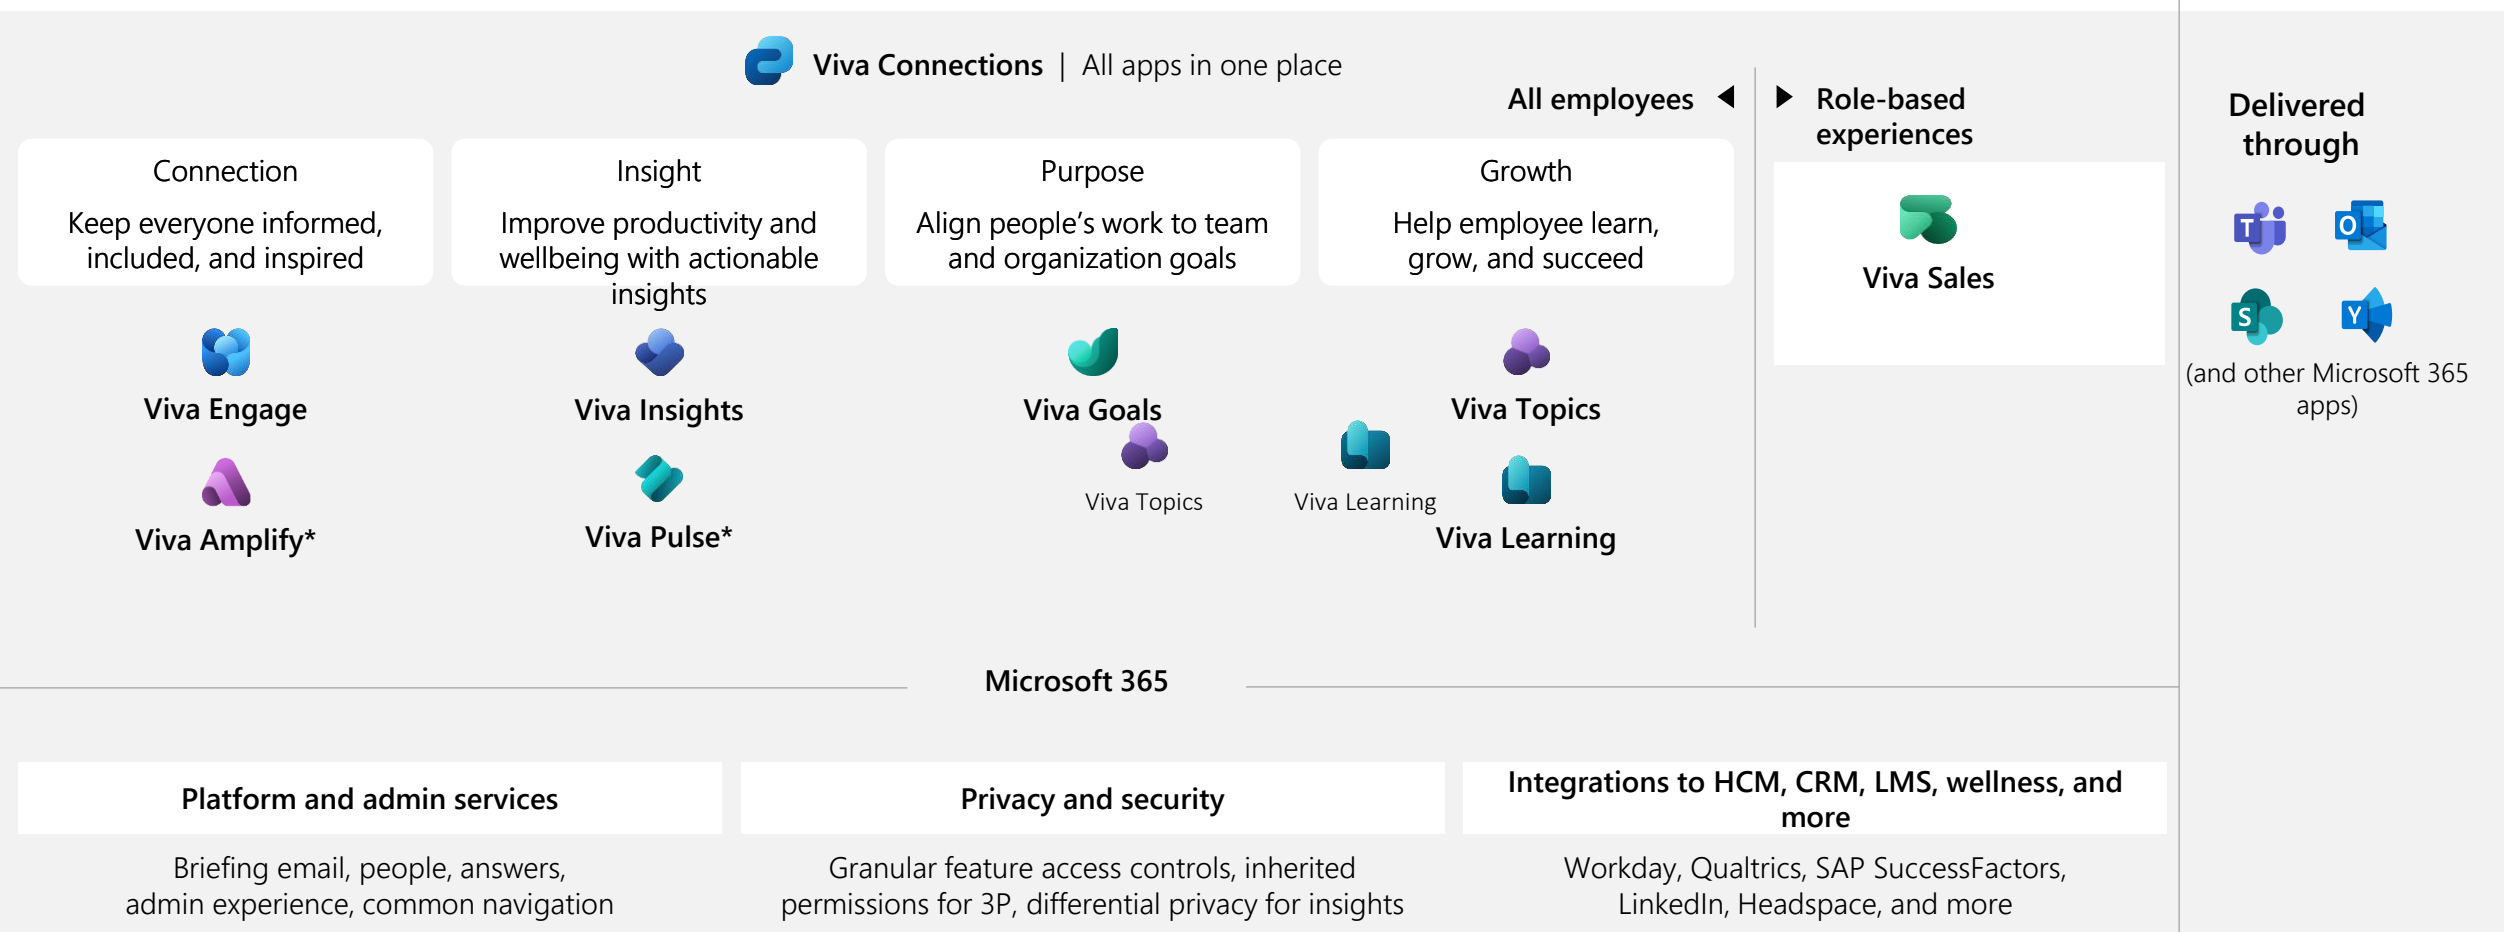 Viva Connections | All apps in one place
All employees
Role-based
experiences
Delivered
through
Connection
Keep everyone informed,
included, and inspired
Insight
Improve productivity and
wellbeing with actionable
insights
Purpose
Align people's work to team
and organization goals
Growth
Help employee learn,
grow, and succeed
Viva Sales
T
O
S
Y
(and other Microsoft 365
apps)
Viva Engage
Viva Insights
Viva Goals
Viva Topics
Viva Topics
Viva Learning
Viva Amplify*
Viva Pulse*
Viva Learning
Microsoft 365
Platform and admin services
Briefing email, people, answers,
admin experience, common navigation
Privacy and security
Granular feature access controls, inherited
permissions for 3P, differential privacy for insights
Integrations to HCM, CRM, LMS, wellness, and
more
Workday, Qualtrics, SAP SuccessFactors,
LinkedIn, Headspace, and more